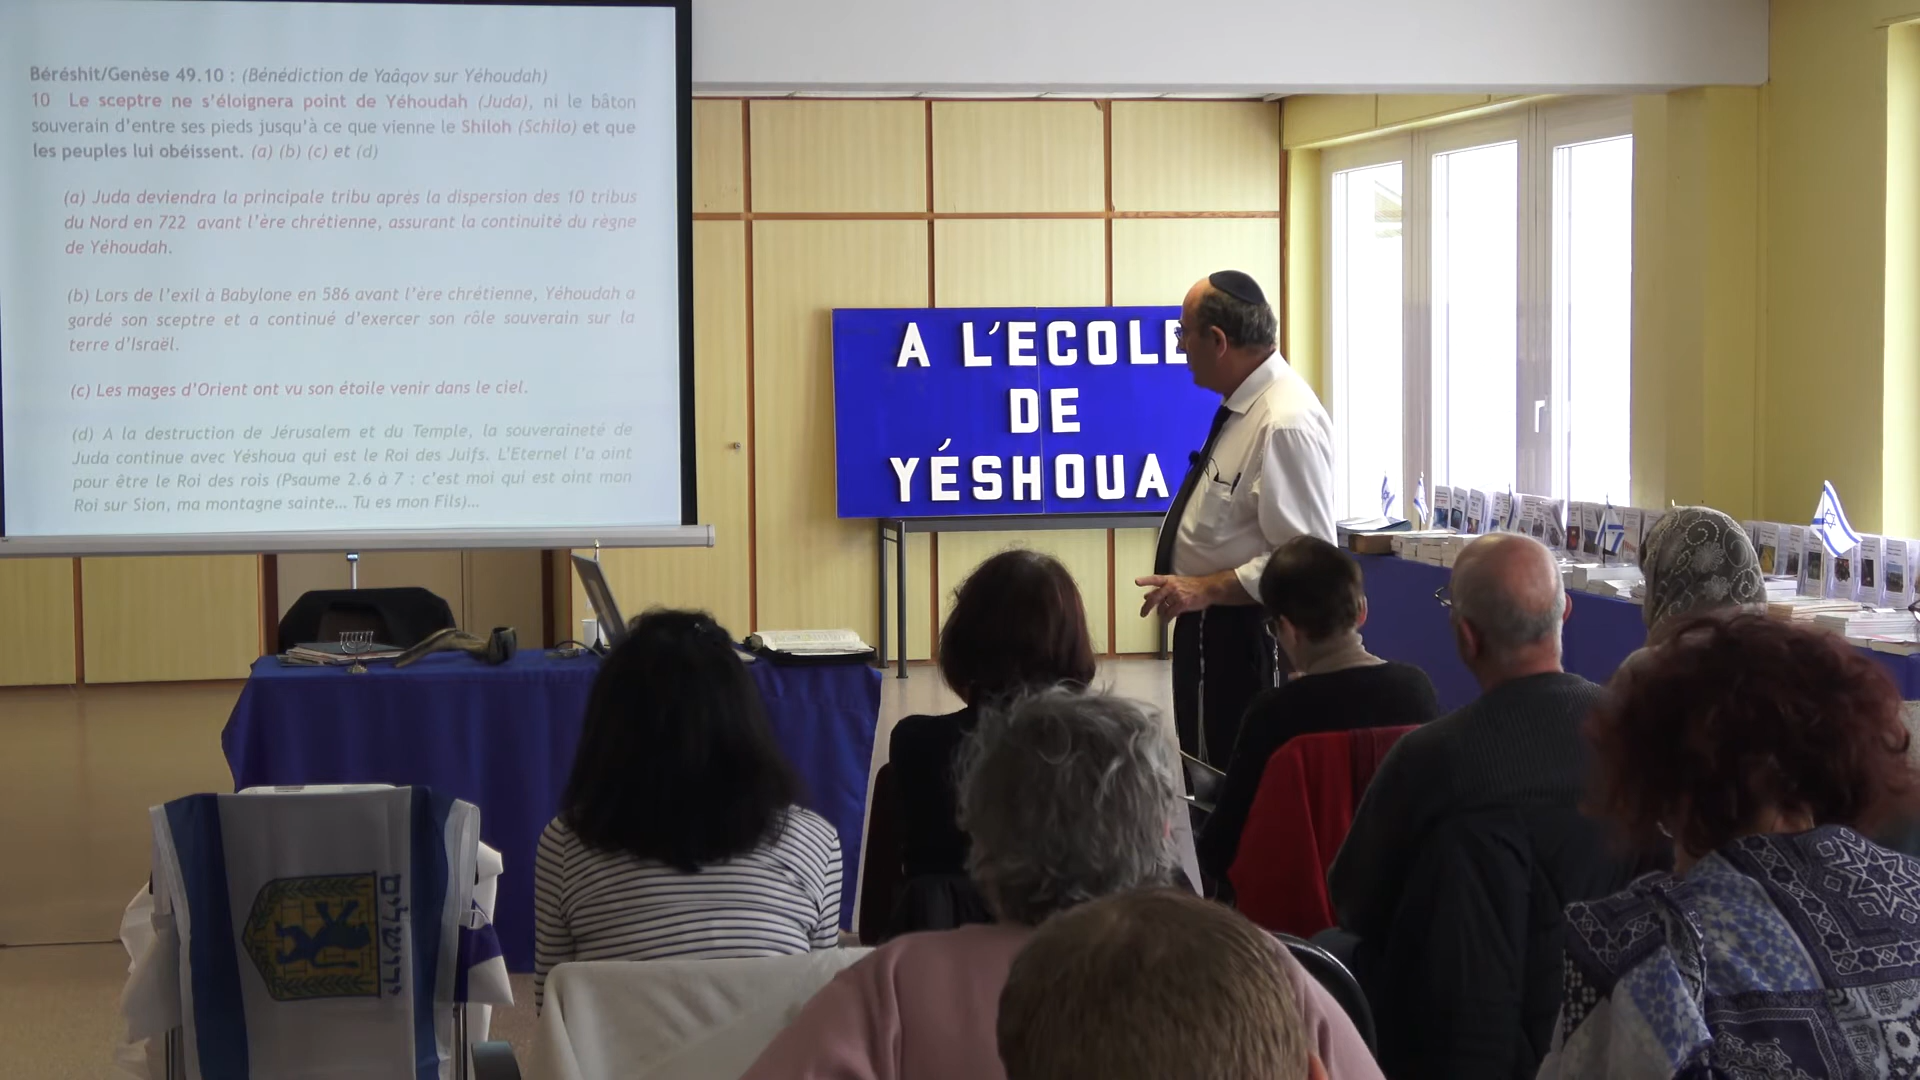 Béréshit/Genèse 49.10 : (Bénédiction de Yaâqov sur Yéhoudah)
10 Le sceptre ne s'éloignera point de Yéhoudah (Juda), ni le bâton
souverain d'entre ses pieds jusqu'à ce que vienne le Shiloh (Schilo) et que
les peuples lui obéissent. (a) (b) (c) et (d)
(a) Juda deviendra la principale tribu après la dispersion des 10 tribus
du Nord en 722 avant l'ère chrétienne, assurant la continuité du règne
de Yéhoudah.
(b) Lors de l'exil à Babylone en 586 avant l'ère chrétienne, Yéhoudah a
gardé son sceptre et a continué d'exercer son rôle souverain sur la
terre d'Israël.
(c) Les mages d'Orient ont vu son étoile venir dans le ciel.
(d) A la destruction de Jérusalem et du Temple, la souveraineté de
Juda continue avec Yéshoua qui est le Roi des Juifs. L'Eternel l'a oint
pour être le Roi des rois (Psaume 2.6 à 7 : c'est moi qui est oint mon
Roi sur Sion, ma montagne sainte... Tu es mon Fils)...
A L'ECOLE
DE
YÉSHOUA
ירושלים